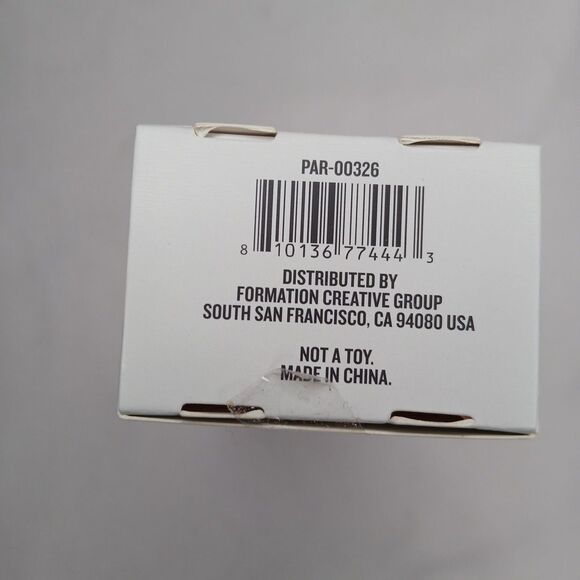 PAR-00326
8 10136 77444 3
DISTRIBUTED BY
FORMATION CREATIVE GROUP
SOUTH SAN FRANCISCO, CA 94080 USA
NOT A TOY.
MADE IN CHINA.